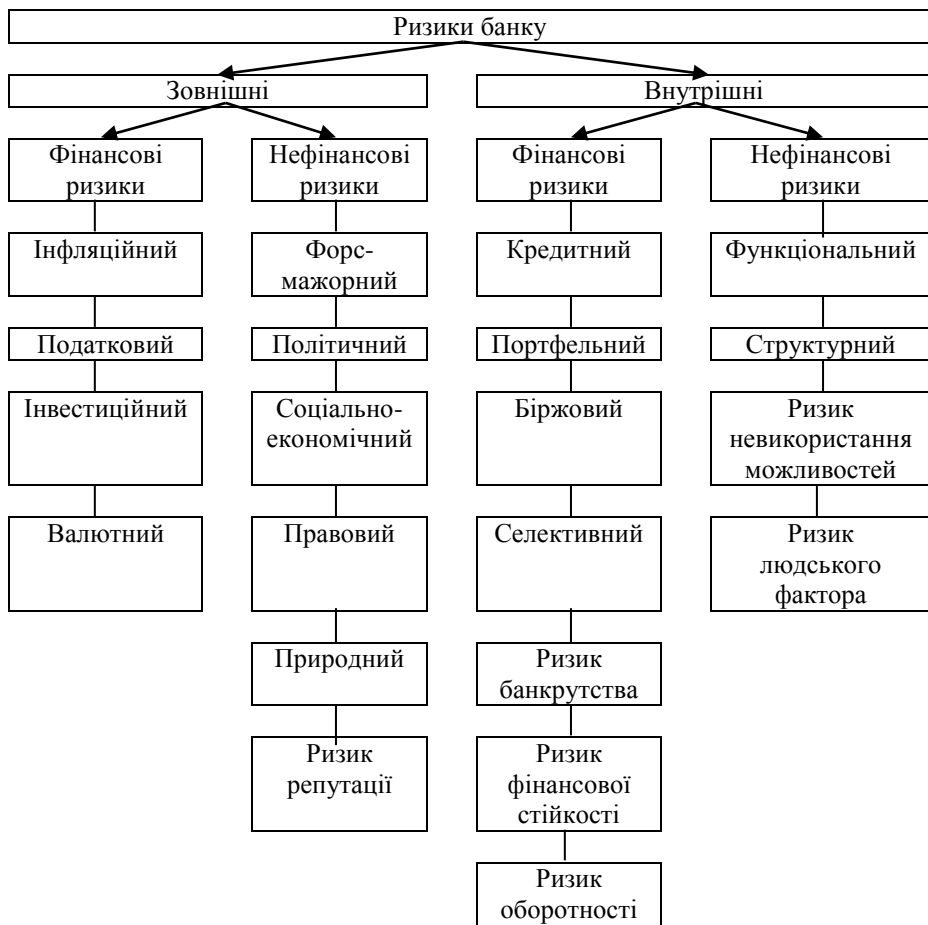 Ризики банку
Зовнішні
Внутрішні
Фінансові
ризики
Нефінансові
ризики
Фінансові
ризики
Нефінансові
ризики
Інфляційний
Форс-
мажорний
Кредитний
Функціональний
Податковий
Політичний
Портфельний
Структурний
Інвестиційний
Соціально-
економічний
Біржовий
Ризик
невикористання
можливостей
Валютний
Правовий
Селективний
Ризик
людського
фактора
Природний
Ризик
банкрутства
Ризик
репутації
Ризик
фінансової
стійкості
Ризик
оборотності